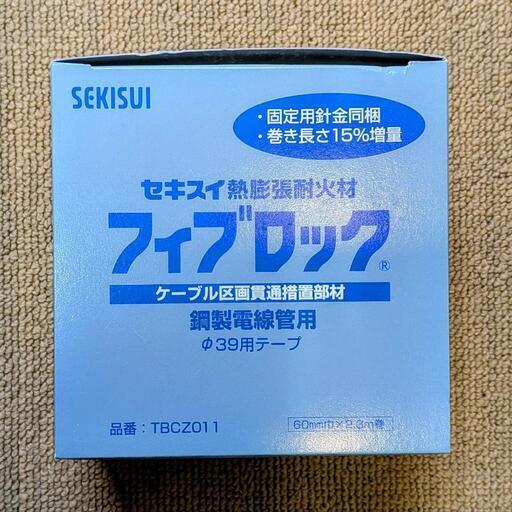 SEKISUI
・固定用針金同梱
・巻き長さ15%増量
セキスイ熱膨張耐火材
フィブロック®
ケーブル区画貫通措置部材
鋼製電線管用
φ39用テープ
品番：TBCZ011
60mm巾×2.3m巻